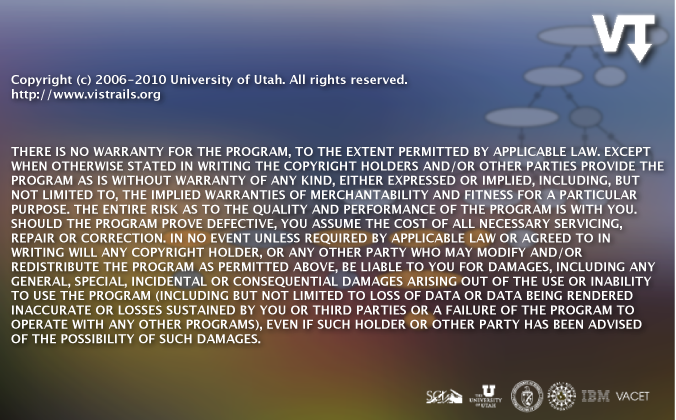 VT
Copyright (c) 2006-2010 University of Utah. All rights reserved.
http://www.vistrails.org
THERE IS NO WARRANTY FOR THE PROGRAM, TO THE EXTENT PERMITTED BY APPLICABLE LAW. EXCEPT
WHEN OTHERWISE STATED IN WRITING THE COPYRIGHT HOLDERS AND/OR OTHER PARTIES PROVIDE THE
PROGRAM AS IS WITHOUT WARRANTY OF ANY KIND, EITHER EXPRESSED OR IMPLIED, INCLUDING, BUT
NOT LIMITED TO, THE IMPLIED WARRANTIES OF MERCHANTABILITY AND FITNESS FOR A PARTICULAR
PURPOSE. THE ENTIRE RISK AS TO THE QUALITY AND PERFORMANCE OF THE PROGRAM IS WITH YOU.
SHOULD THE PROGRAM PROVE DEFECTIVE, YOU ASSUME THE COST OF ALL NECESSARY SERVICING,
REPAIR OR CORRECTION. IN NO EVENT UNLESS REQUIRED BY APPLICABLE LAW OR AGREED TO IN
WRITING WILL ANY COPYRIGHT HOLDER, OR ANY OTHER PARTY WHO MAY MODIFY AND/OR
REDISTRIBUTE THE PROGRAM AS PERMITTED ABOVE, BE LIABLE TO YOU FOR DAMAGES, INCLUDING ANY
GENERAL, SPECIAL, INCIDENTAL OR CONSEQUENTIAL DAMAGES ARISING OUT OF THE USE OR INABILITY
TO USE THE PROGRAM (INCLUDING BUT NOT LIMITED TO LOSS OF DATA OR DATA BEING RENDERED
INACCURATE OR LOSSES SUSTAINED BY YOU OR THIRD PARTIES OR A FAILURE OF THE PROGRAM TO
OPERATE WITH ANY OTHER PROGRAMS), EVEN IF SUCH HOLDER OR OTHER PARTY HAS BEEN ADVISED
OF THE POSSIBILITY OF SUCH DAMAGES.
SCI THE UNIVERSITY OF UTAH IBM VACET